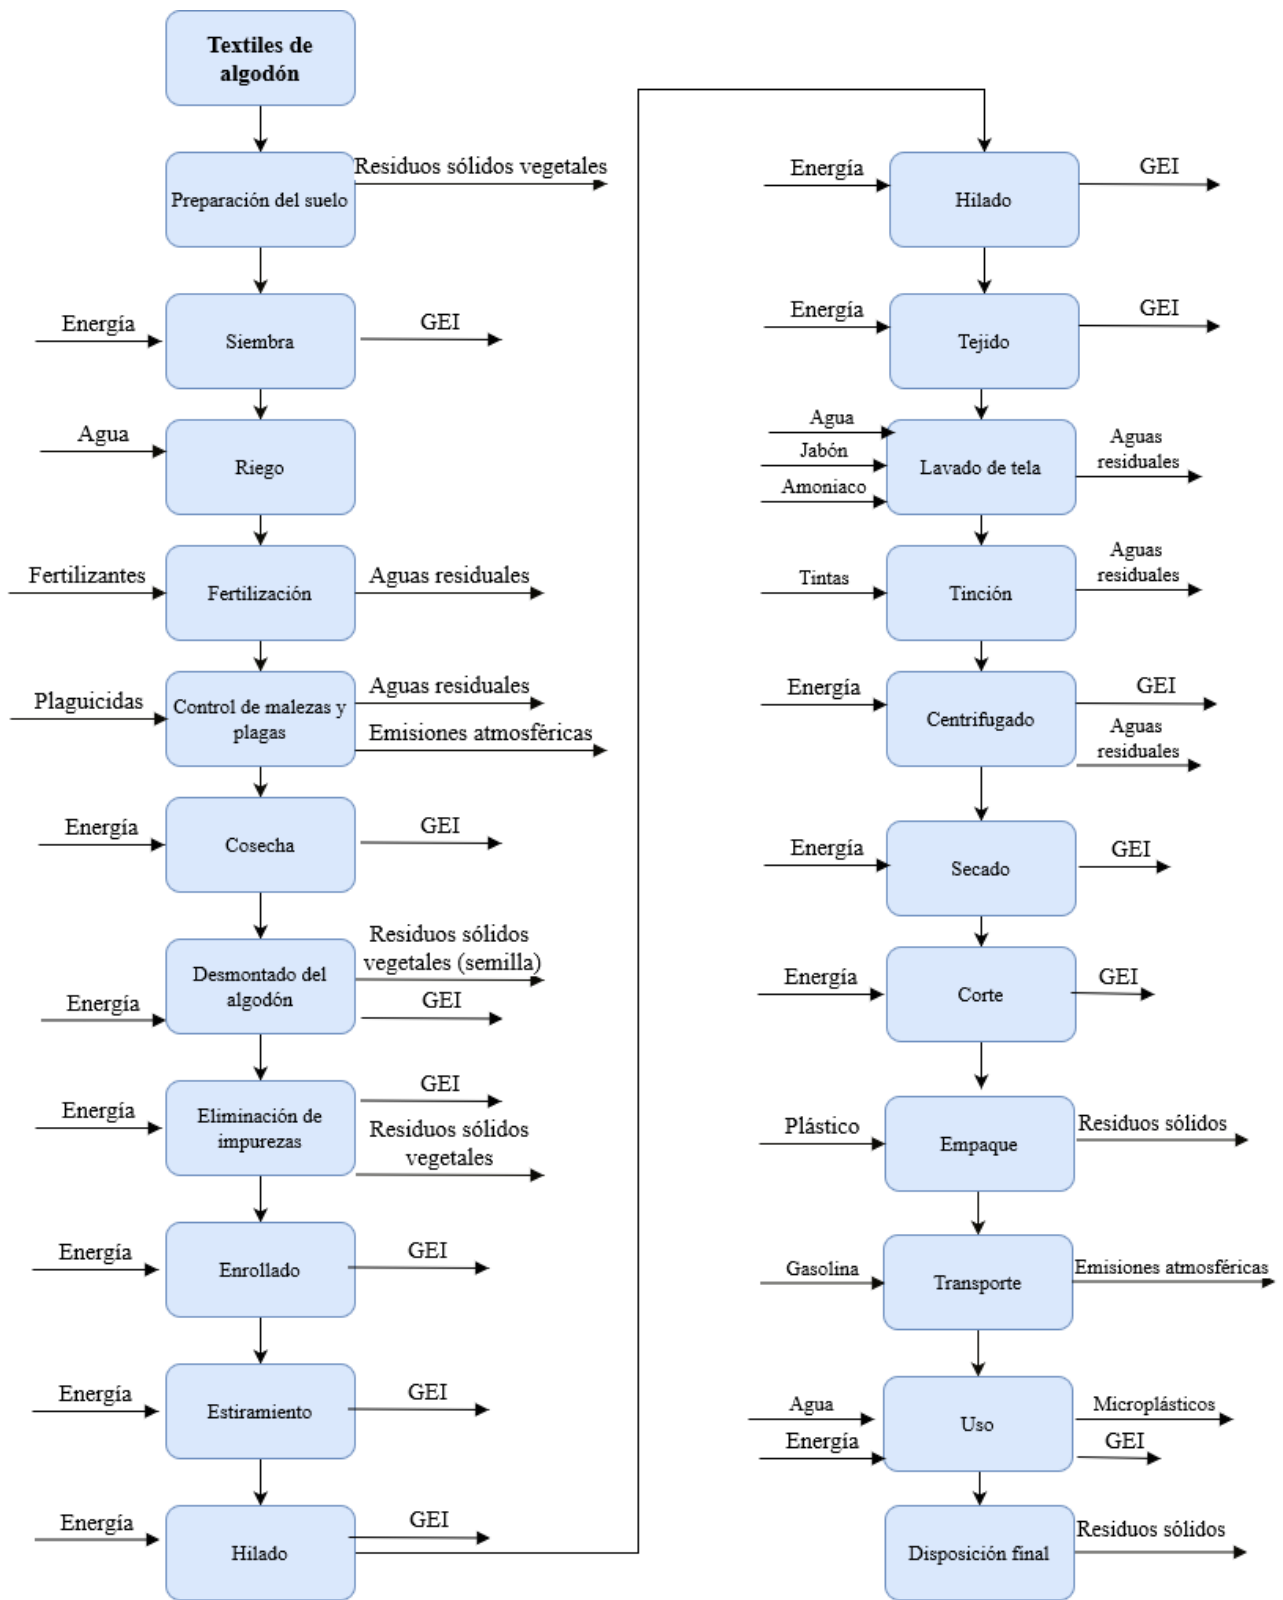 Textiles de
algodón
Residuos sólidos vegetales
Preparación del suelo
Energía
GEI
Siembra
Agua
Riego
Fertilizantes
Aguas residuales
Fertilización
Plaguicidas
Aguas residuales
Control de malezas y
plagas
Emisiones atmosféricas
Energía
GEI
Cosecha
Residuos sólidos
vegetales (semilla)
Desmontado del
algodón
Energía
GEI
GEI
Energía
Eliminación de
impurezas
Residuos sólidos
vegetales
Energía
GEI
Enrollado
Energía
GEI
Estiramiento
Energía
GEI
Hilado
Energía
GEI
Hilado
Energía
GEI
Tejido
Agua
Jabón
Amoniaco
Lavado de tela
Aguas
residuales
Tintas
Tinción
Aguas
residuales
Energía
GEI
Centrifugado
Aguas
residuales
Energía
GEI
Secado
Energía
GEI
Corte
Plástico
Residuos sólidos
Empaque
Gasolina
Emisiones atmosféricas
Transporte
Agua
Microplásticos
Uso
Energía
GEI
Residuos sólidos
Disposición final